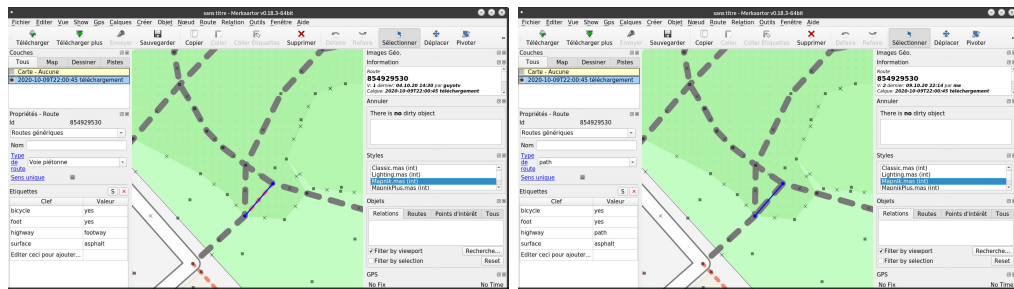 sans titre - Merkaartor v0.18.3-64bit
Fichier Editer Vue Show Gps Calques Créer Objet Nœud Route Relation Outils Fenêtre Aide
Télécharger Télécharger plus Envoyer Sauvegarder Copier Coller Coller Etiquettes Supprimer Défaire Refaire Sélectionner Déplacer Pivoter
Couches
Tous Map Dessiner Pistes
Carte - Aucune
2020-10-09T22:00:45 téléchargement
Propriétés - Route
Id 854929530
Routes génériques
Nom
Type de route Voie piétonne
Sens unique
Etiquettes S
Clef Valeur
bicycle yes
foot yes
highway footway
surface asphalt
Editer ceci pour ajouter...
Images Géo.
Information
Route
854929530
V: 1 dernier: 04.10.20 14:20 par guyotv
Calque: 2020-10-09T22:00:45 téléchargement
Annuler
There is no dirty object
Styles
Classic.mas (int)
Lighting.mas (int)
Mapnik.mas (int)
MapnikPlus.mas (int)
Objets
Relations Routes Points d'intérêt Tous
Filter by viewport Recherche...
Filter by selection Reset
GPS
No Fix No Time
sans titre - Merkaartor v0.18.3-64bit
Fichier Editer Vue Show Gps Calques Créer Objet Nœud Route Relation Outils Fenêtre Aide
Télécharger Télécharger plus Envoyer Sauvegarder Copier Coller Coller Etiquettes Supprimer Défaire Refaire Sélectionner Déplacer Pivoter
Couches
Tous Map Dessiner Pistes
Carte - Aucune
2020-10-09T22:00:45 téléchargement
Propriétés - Route
Id 854929530
Routes génériques
Nom
Type de route path
Sens unique
Etiquettes S
Clef Valeur
bicycle yes
foot yes
highway path
surface asphalt
Editer ceci pour ajouter...
Images Géo.
Information
Route
854929530
V: 2 dernier: 09.10.20 22:14 par me
Calque: 2020-10-09T22:00:45 téléchargement
Annuler
There is no dirty object
Styles
Classic.mas (int)
Lighting.mas (int)
Mapnik.mas (int)
MapnikPlus.mas (int)
Objets
Relations Routes Points d'intérêt Tous
Filter by viewport Recherche...
Filter by selection Reset
GPS
No Fix No Time